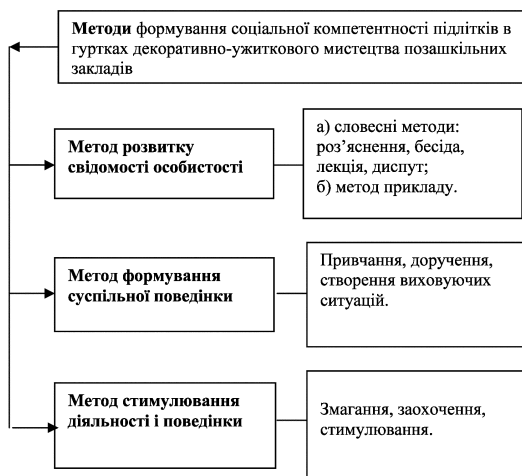 Методи формування соціальної компетентності підлітків в
гуртках декоративно-ужиткового мистецтва позашкільних
закладів
Метод розвитку
свідомості особистості
а) словесні методи:
роз’яснення, бесіда,
лекція, диспут;
б) метод прикладу.
Метод формування
суспільної поведінки
Привчання, доручення,
створення виховуючих
ситуацій.
Метод стимулювання
діяльності і поведінки
Змагання, заохочення,
стимулювання.